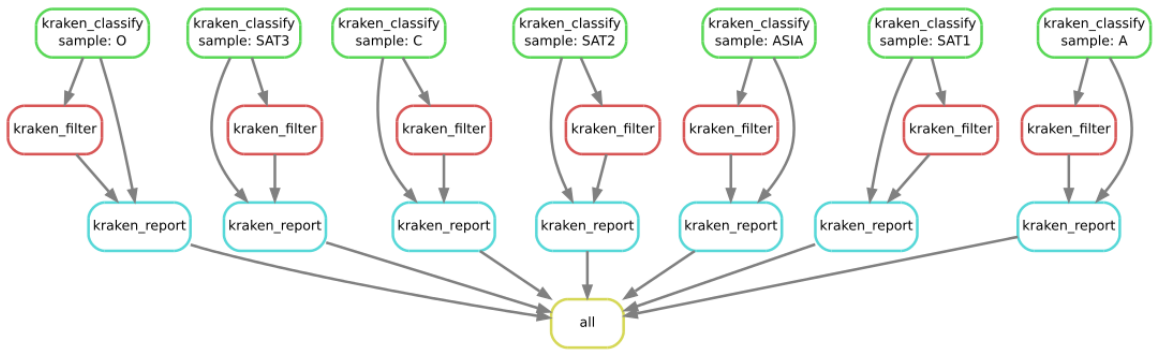 kraken_classify
sample: O
kraken_classify
sample: SAT3
kraken_classify
sample: C
kraken_classify
sample: SAT2
kraken_classify
sample: ASIA
kraken_classify
sample: SAT1
kraken_classify
sample: A
kraken_filter
kraken_filter
kraken_filter
kraken_filter
kraken_filter
kraken_filter
kraken_filter
kraken_report
kraken_report
kraken_report
kraken_report
kraken_report
kraken_report
kraken_report
all